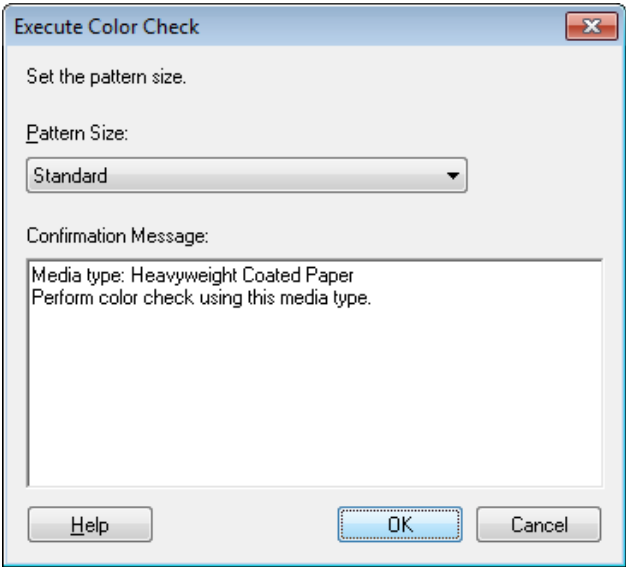 Execute Color Check
Set the pattern size.
Pattern Size:
Standard
Confirmation Message:
Media type: Heavyweight Coated Paper
Perform color check using this media type.
Help
OK
Cancel